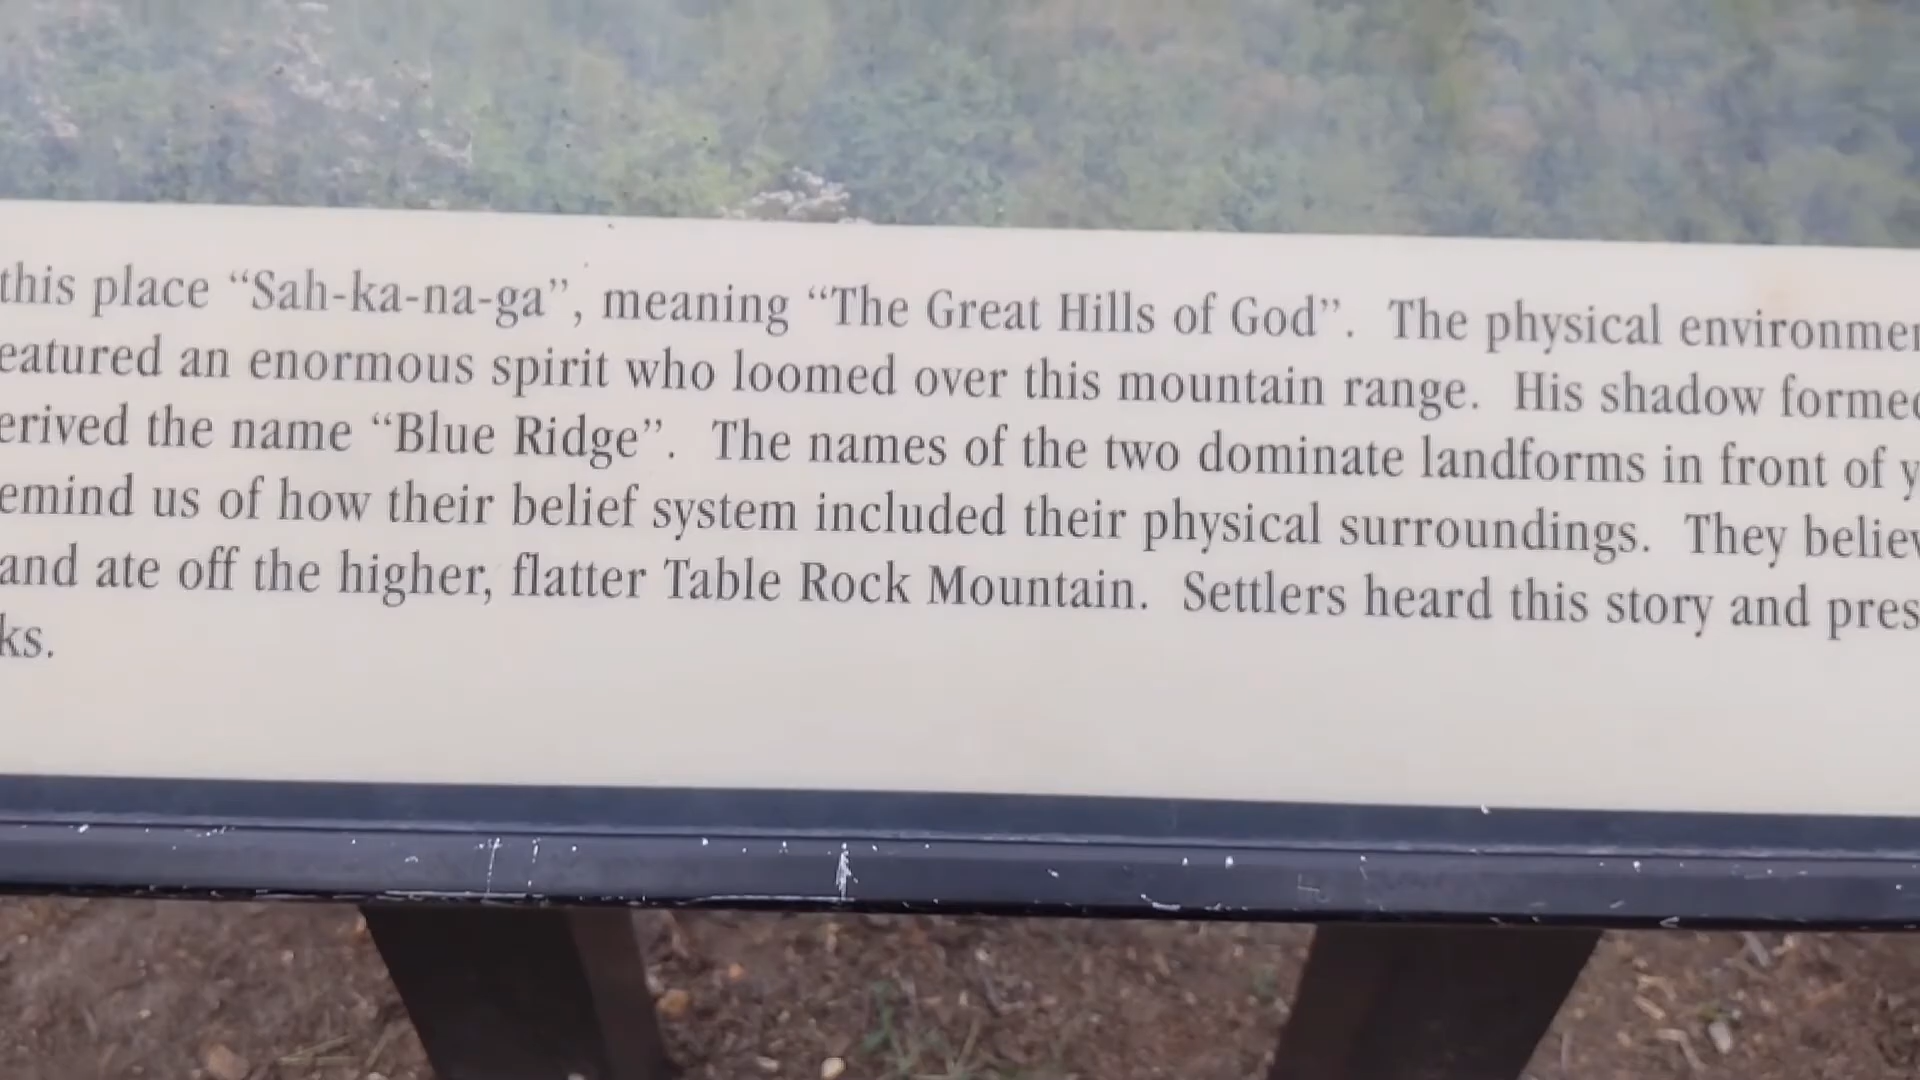 this place “Sah-ka-na-ga”, meaning “The Great Hills of God”. The physical environmen
eatured an enormous spirit who loomed over this mountain range. His shadow formed
erived the name “Blue Ridge”. The names of the two dominate landforms in front of y
emind us of how their belief system included their physical surroundings. They believ
and ate off the higher, flatter Table Rock Mountain. Settlers heard this story and pres
ks.